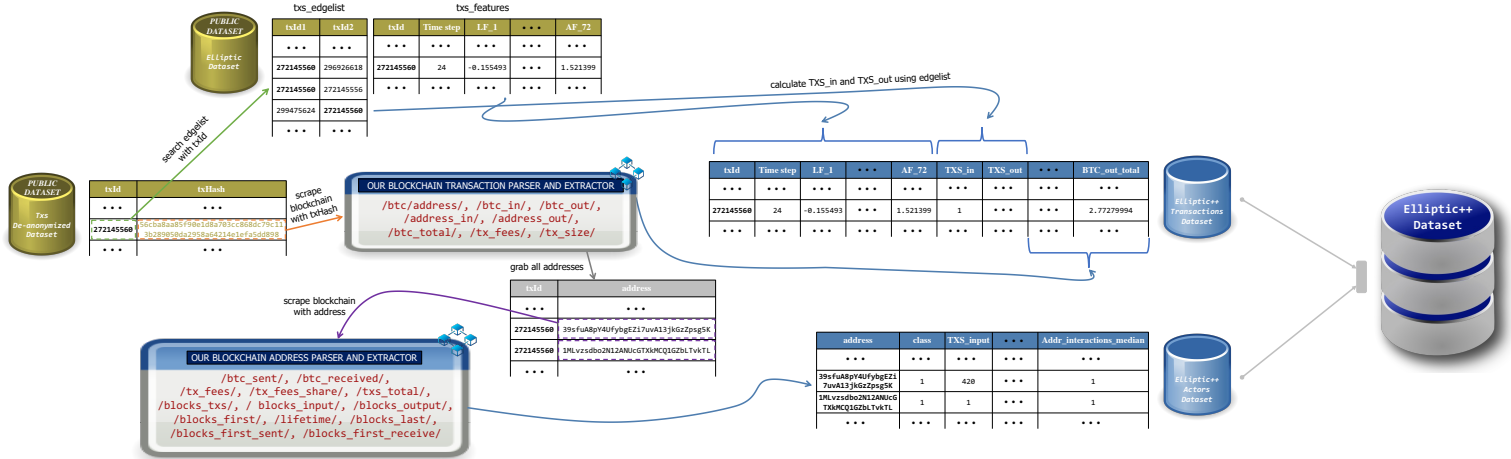 txs_edgelist
txs_features
PUBLIC
DATASET
Elliptic
Dataset
txId1 txId2
• • • • • •
272145560 296926618
272145560 272145556
299475624 272145560
• • • • • •
txId Time step LF_1 • • • AF_72
• • • • • • • • • • • • • • •
272145560 24 -0.155493 • • • 1.521399
• • • • • • • • • • • • • • •
calculate TXS_in and TXS_out using edgelist
search edgelist
with txId
PUBLIC
DATASET
Txs
De-anonymized
Dataset
txId txHash
• • • • • •
272145560 56cba8aa85f90e1d8a703cc868dc79c11
3b289050da2958a64214e1efa5dd898
• • • • • •
scrape
blockchain
with txHash
OUR BLOCKCHAIN TRANSACTION PARSER AND EXTRACTOR
/btc/address/, /btc_in/, /btc_out/,
/address_in/, /address_out/,
/btc_total/, /tx_fees/, /tx_size/
txId Time step LF_1 • • • AF_72 TXS_in TXS_out • • • BTC_out_total
• • • • • • • • • • • • • • • • • • • • • • • • • • •
272145560 24 -0.155493 • • • 1.521399 1 • • • • • • 2.77279994
• • • • • • • • • • • • • • • • • • • • • • • • • • •
Elliptic++
Transactions
Dataset
Elliptic++
Dataset
grab all addresses
txId address
• • • • • •
272145560 39sfuA8pY4UfybgEZi7uvA13jkGzZpsg5K
272145560 1MLvzsdbo2N12ANUcGTXkMCQ1GZbLTvkTL
• • • • • •
scrape blockchain
with address
OUR BLOCKCHAIN ADDRESS PARSER AND EXTRACTOR
/btc_sent/, /btc_received/,
/tx_fees/, /tx_fees_share/, /txs_total/,
/blocks_txs/, / blocks_input/, /blocks_output/,
/blocks_first/, /lifetime/, /blocks_last/,
/blocks_first_sent/, /blocks_first_receive/
address class TXS_input • • • Addr_interactions_median
• • • • • • • • • • • • • • •
39sfuA8pY4UfybgEZi
7uvA13jkGzZpsg5K 1 420 • • • 1
1MLvzsdbo2N12ANUcG
TXkMCQ1GZbLTvkTL 1 1 • • • 1
• • • • • • • • • • • • • • •
Elliptic++
Actors
Dataset